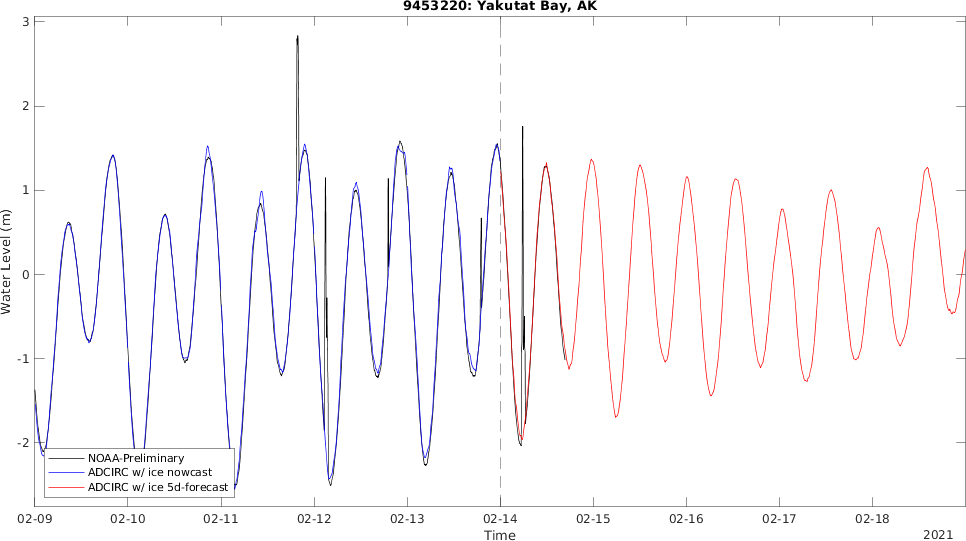 9453220: Yakutat Bay, AK
3
2
1
0
-1
-2
Water Level (m)
NOAA-Preliminary
ADCIRC w/ ice nowcast
ADCIRC w/ ice 5d-forecast
02-09 02-10 02-11 02-12 02-13 02-14 02-15 02-16 02-17 02-18
Time
2021